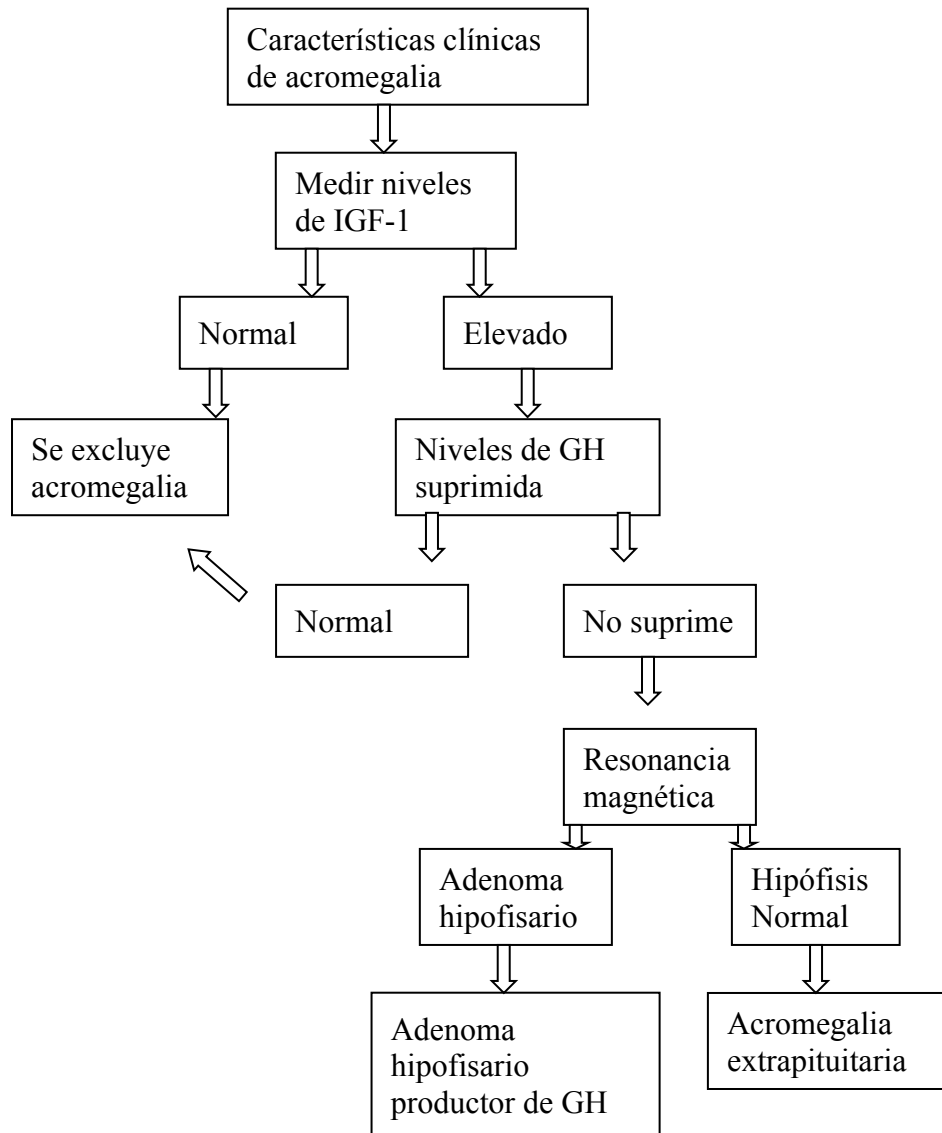 Características clínicas
de acromegalia
Medir niveles
de IGF-1
Normal
Elevado
Se excluye
acromegalia
Niveles de GH
suprimida
Normal
No suprime
Resonancia
magnética
Adenoma
hipofisario
Hipófisis
Normal
Adenoma
hipofisario
productor de GH
Acromegalia
extrapituitaria